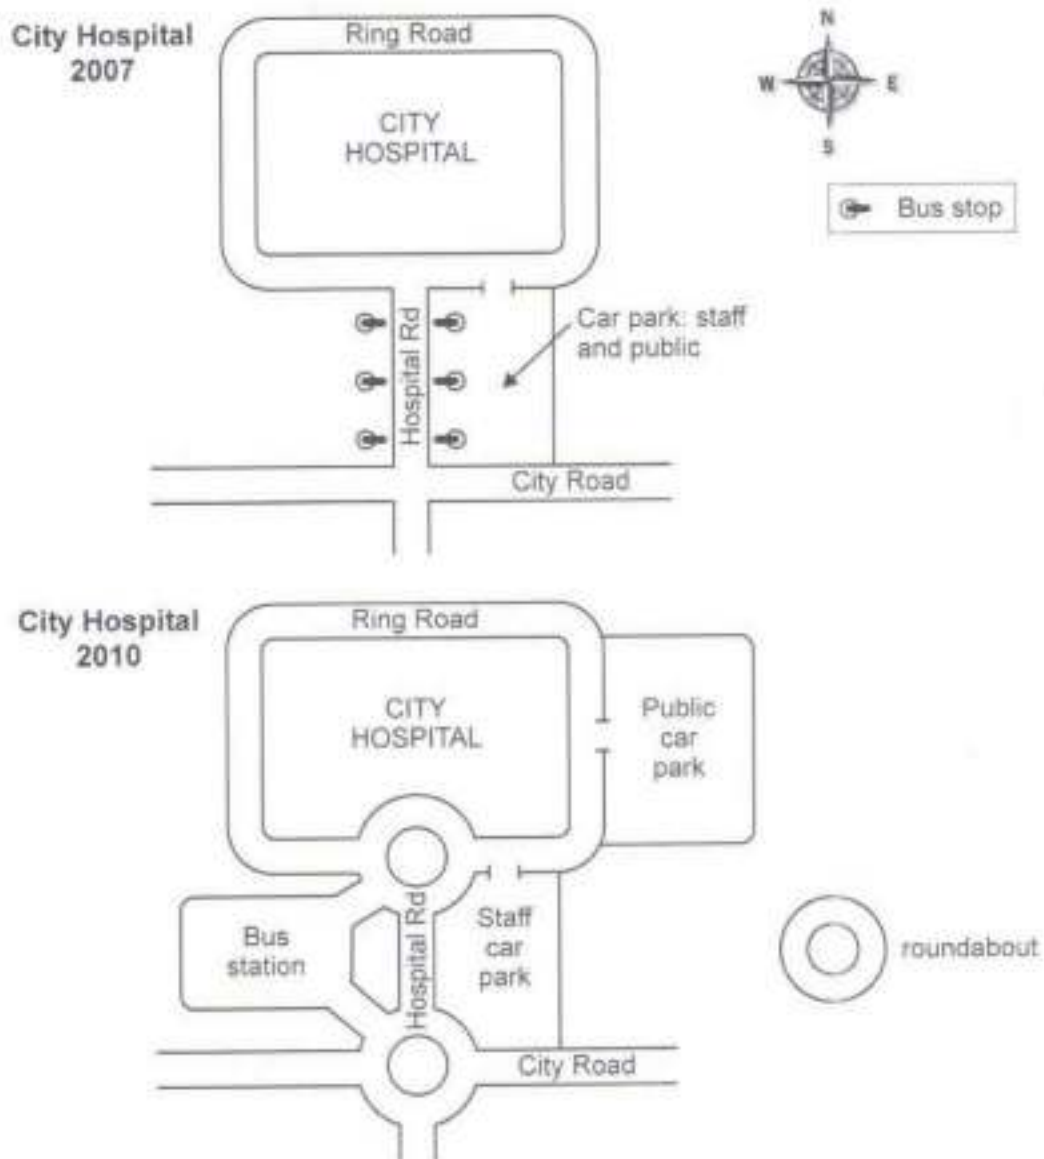 City Hospital
2007
Ring Road
CITY
HOSPITAL
N
W
E
S
Bus stop
Hospital Rd
Car park: staff
and public
City Road
City Hospital
2010
Ring Road
CITY
HOSPITAL
Public
car
park
Hospital Rd
Staff
car
park
Bus
station
roundabout
City Road